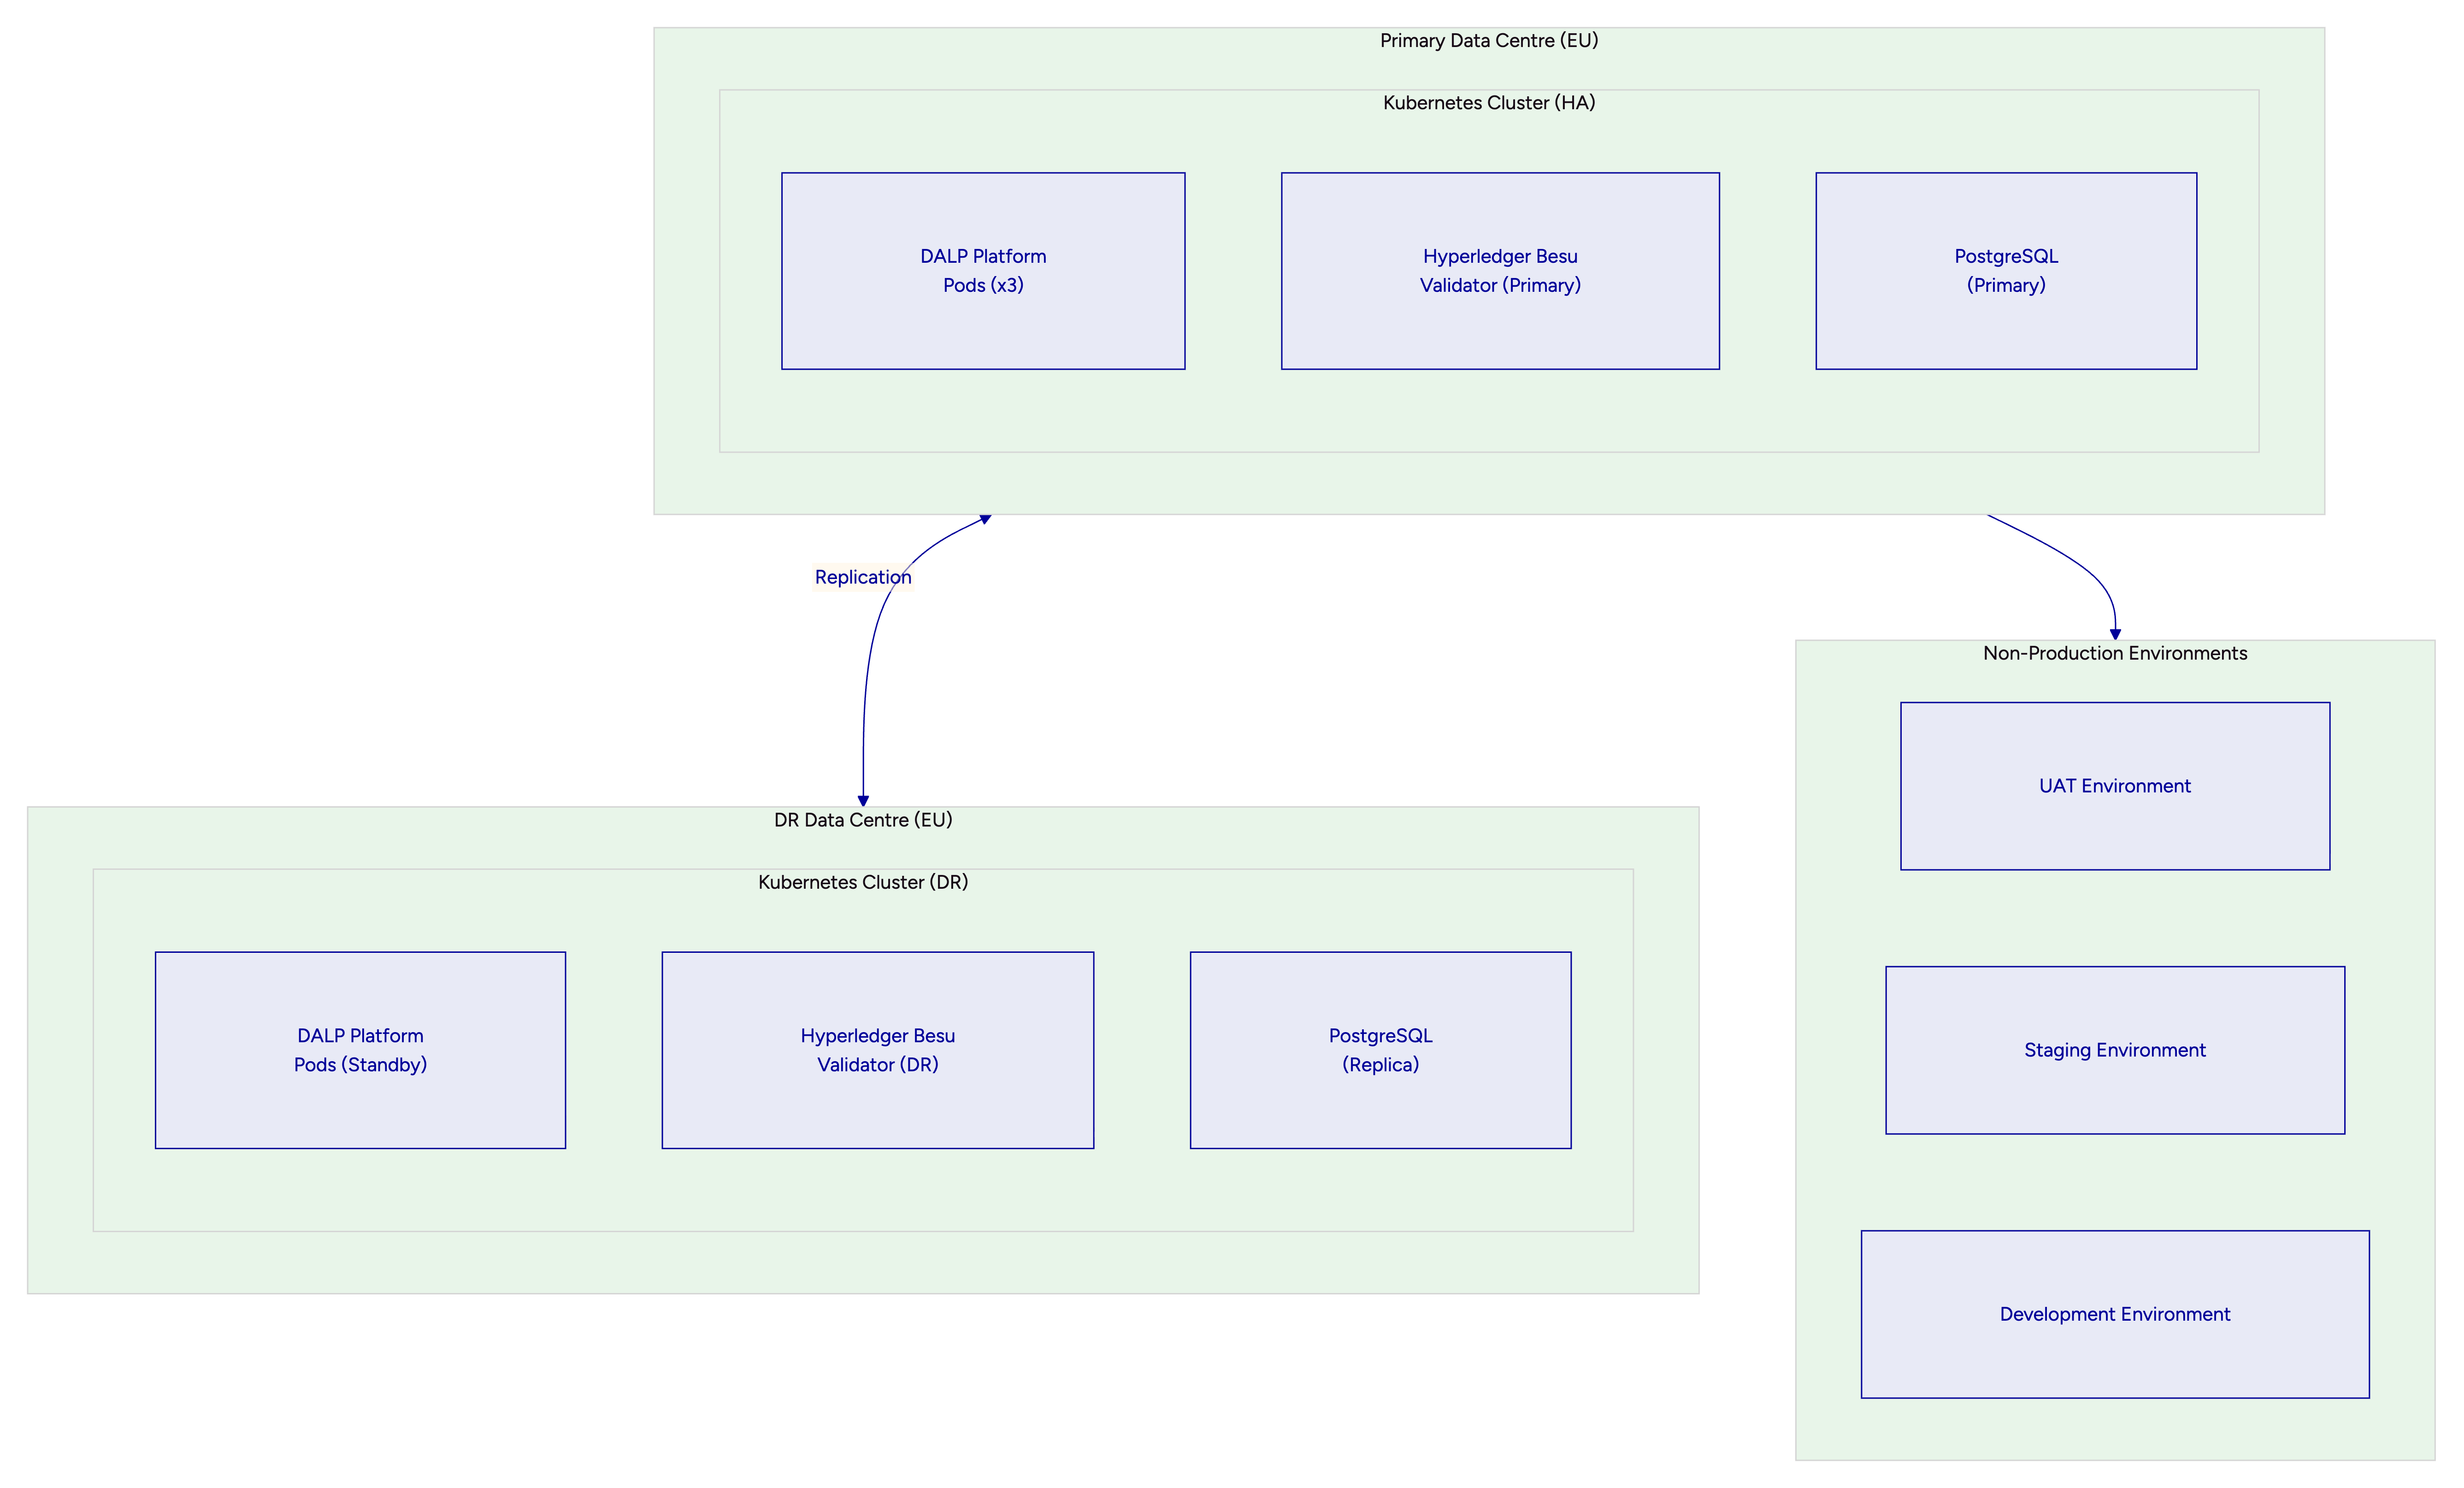 Primary Data Centre (EU)
Kubernetes Cluster (HA)
DALP Platform
Pods (x3)
Hyperledger Besu
Validator (Primary)
PostgreSQL
(Primary)
Replication
Non-Production Environments
UAT Environment
Staging Environment
Development Environment
DR Data Centre (EU)
Kubernetes Cluster (DR)
DALP Platform
Pods (Standby)
Hyperledger Besu
Validator (DR)
PostgreSQL
(Replica)